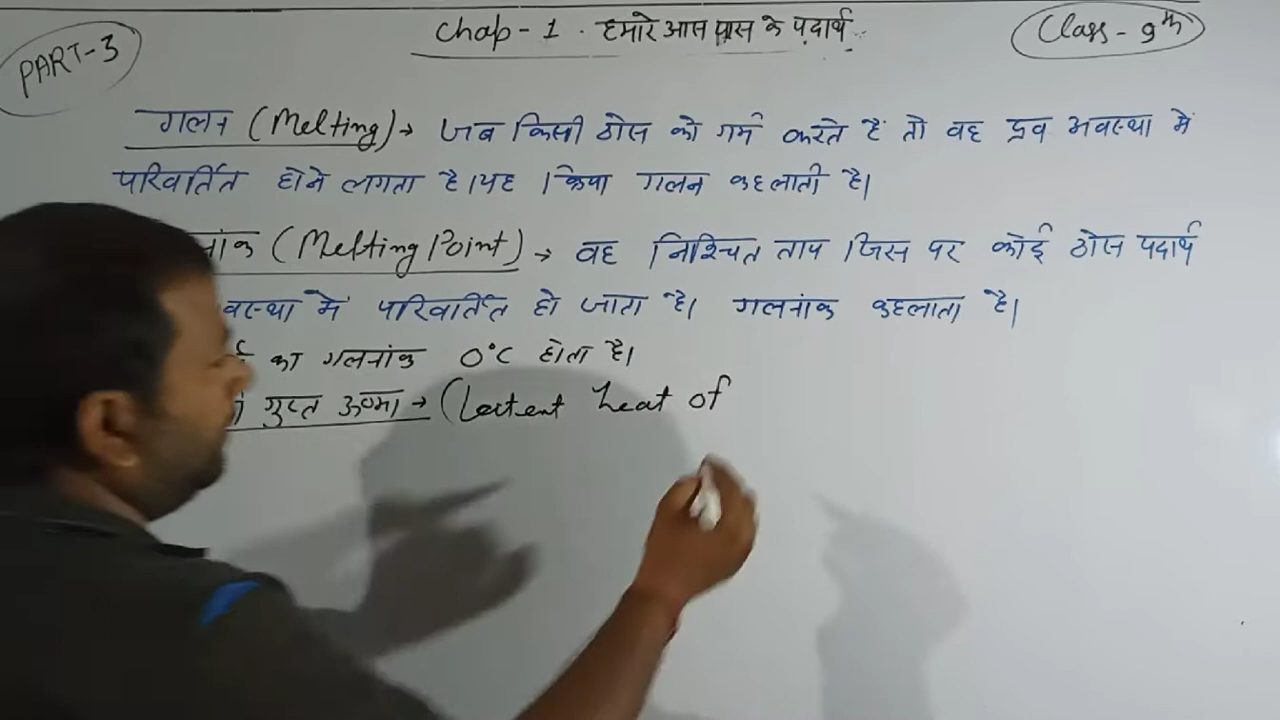 PART-3
Chap-1. हमारे आस पास के पदार्थ
Class-9th
गलन (Melting)→ जब किसी ठोस को गर्म करते हैं तो वह द्रव अवस्था में
परिवर्तित होने लगता है। यह क्रिया गलन कहलाती है।
नांक (Melting Point)→ वह निश्चित ताप जिस पर कोई ठोस पदार्थ
वस्था में परिवर्तित हो जाता है। गलनांक कहलाता है।
का गलनांक 0°C होता है।
गुप्त ऊष्मा→(Latent heat of